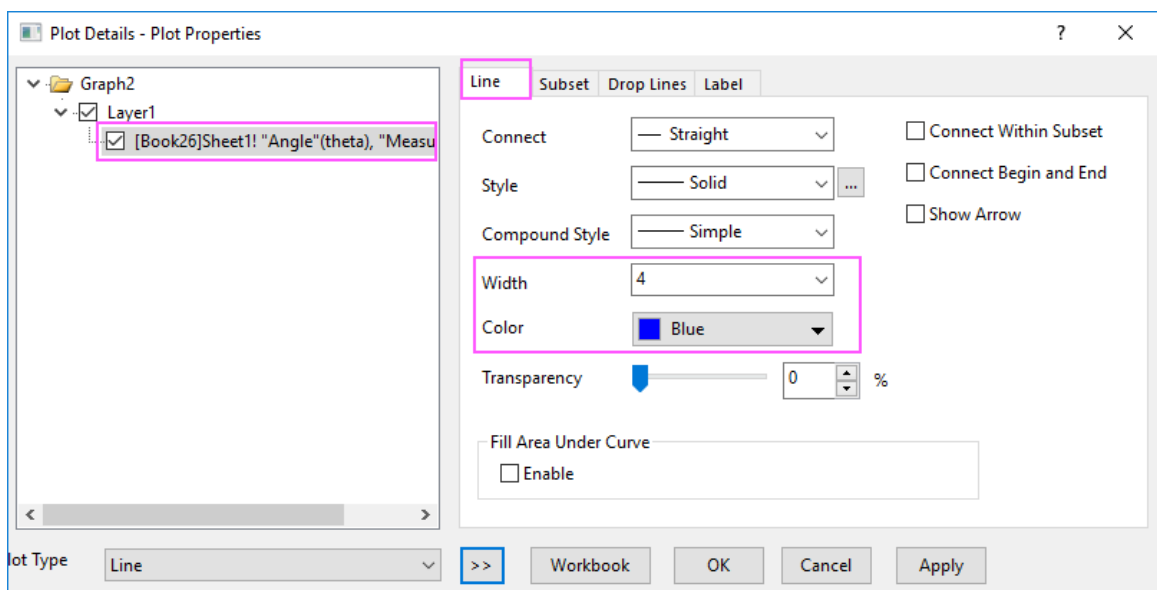 Plot Details - Plot Properties
?
Graph2
Layer1
[Book26]Sheet1! "Angle"(theta), "Measu
Line
Subset
Drop Lines
Label
Connect
Straight
Connect Within Subset
Style
Solid
...
Connect Begin and End
Compound Style
Simple
Show Arrow
Width
4
Color
Blue
Transparency
0
%
Fill Area Under Curve
Enable
lot Type
Line
>>
Workbook
OK
Cancel
Apply